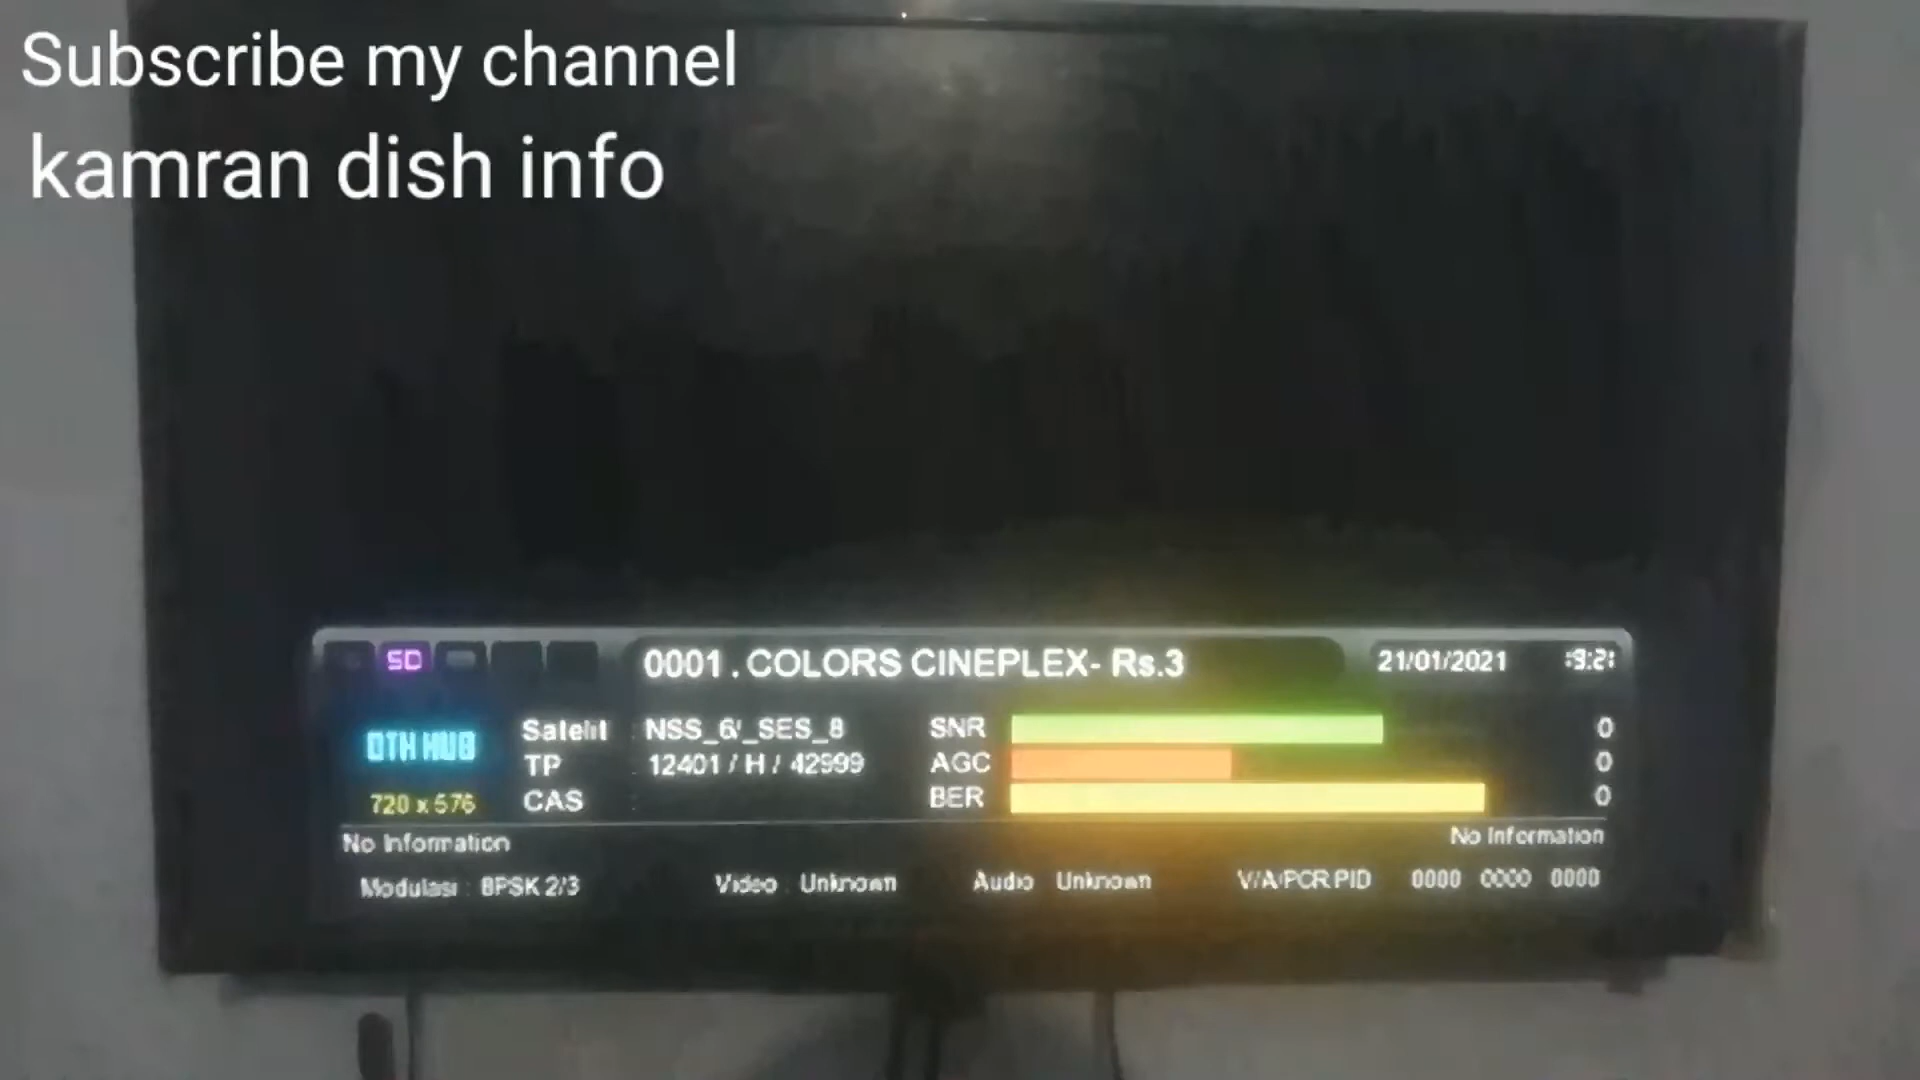 Subscribe my channel
kamran dish info
SD
0001 . COLORS CINEPLEX- Rs.3
21/01/2021
DTH HUB
Satelit : NSS_6/_SES_8
SNR 0
TP 12401 / H / 42999
AGC 0
720 x 576
CAS :
BER 0
No Information
No Information
Modulasi : 8PSK 2/3
Video : Unknown
Audio Unknown
V/A/PCR PID 0000 0000 0000